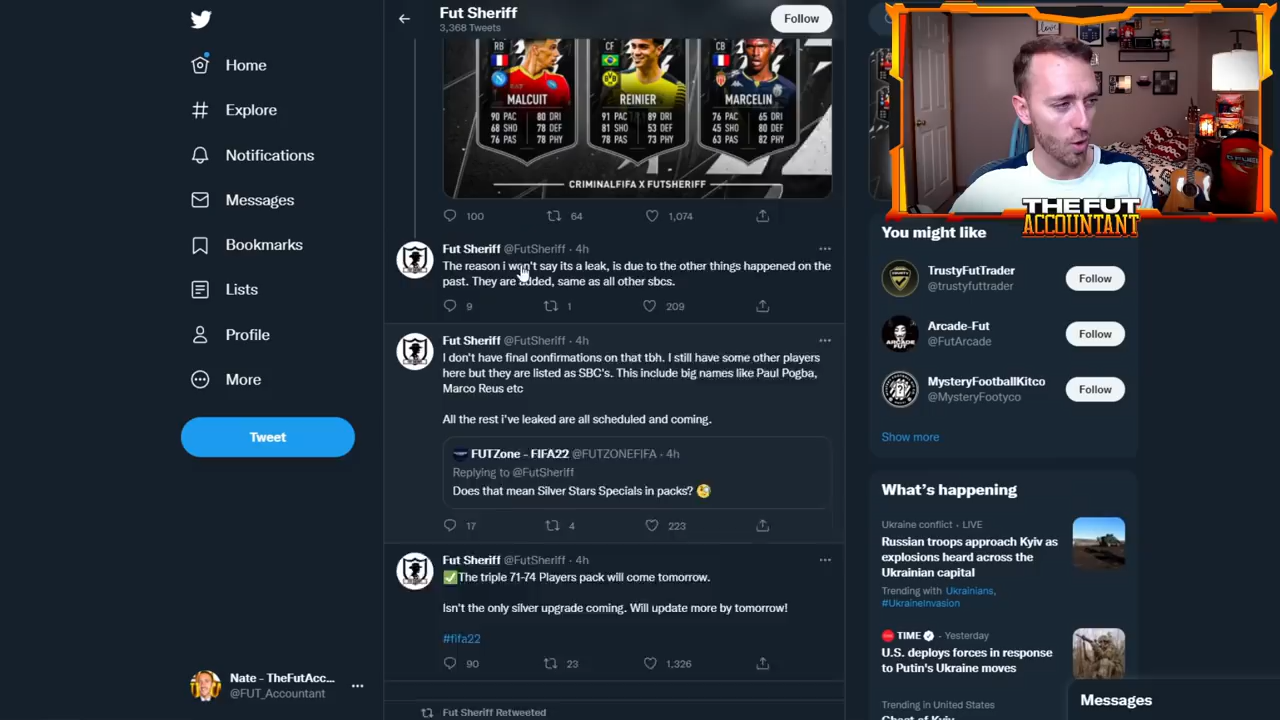 Home
Explore
Notifications
Messages
Bookmarks
Lists
Profile
More
Tweet
Nate - TheFutAcc...
@FUT_Accountant
Fut Sheriff
3,368 Tweets
Follow
RB
CF
CB
MALCUIT
REINIER
MARCELIN
90 PAC 80 DRI
68 SHO 78 DEF
76 PAS 78 PHY
91 PAC 89 DRI
81 SHO 53 DEF
78 PAS 73 PHY
76 PAC 65 DRI
45 SHO 80 DEF
63 PAS 82 PHY
CRIMINALFIFA X FUTSHERIFF
100 64 1,074
Fut Sheriff @FutSheriff · 4h
The reason i won't say its a leak, is due to the other things happened on the
past. They are added, same as all other sbcs.
9 1 209
Fut Sheriff @FutSheriff · 4h
I don't have final confirmations on that tbh. I still have some other players
here but they are listed as SBC's. This include big names like Paul Pogba,
Marco Reus etc
All the rest i've leaked are all scheduled and coming.
FUTZone - FIFA22 @FUTZONEFIFA · 4h
Replying to @FutSheriff
Does that mean Silver Stars Specials in packs?
17 4 223
Fut Sheriff @FutSheriff · 4h
The triple 71-74 Players pack will come tomorrow.
Isn't the only silver upgrade coming. Will update more by tomorrow!
#fifa22
90 23 1,326
Fut Sheriff Retweeted
THE FUT
ACCOUNTANT
You might like
TrustyFutTrader
@trustyfuttrader
Follow
Arcade-Fut
@FutArcade
Follow
MysteryFootballKitco
@MysteryFootyco
Follow
Show more
What's happening
Ukraine conflict · LIVE
Russian troops approach Kyiv as
explosions heard across the
Ukrainian capital
Trending with Ukrainians,
#UkraineInvasion
TIME · Yesterday
U.S. deploys forces in response
to Putin's Ukraine moves
Trending in United States
Ghost of Kyiv
Messages